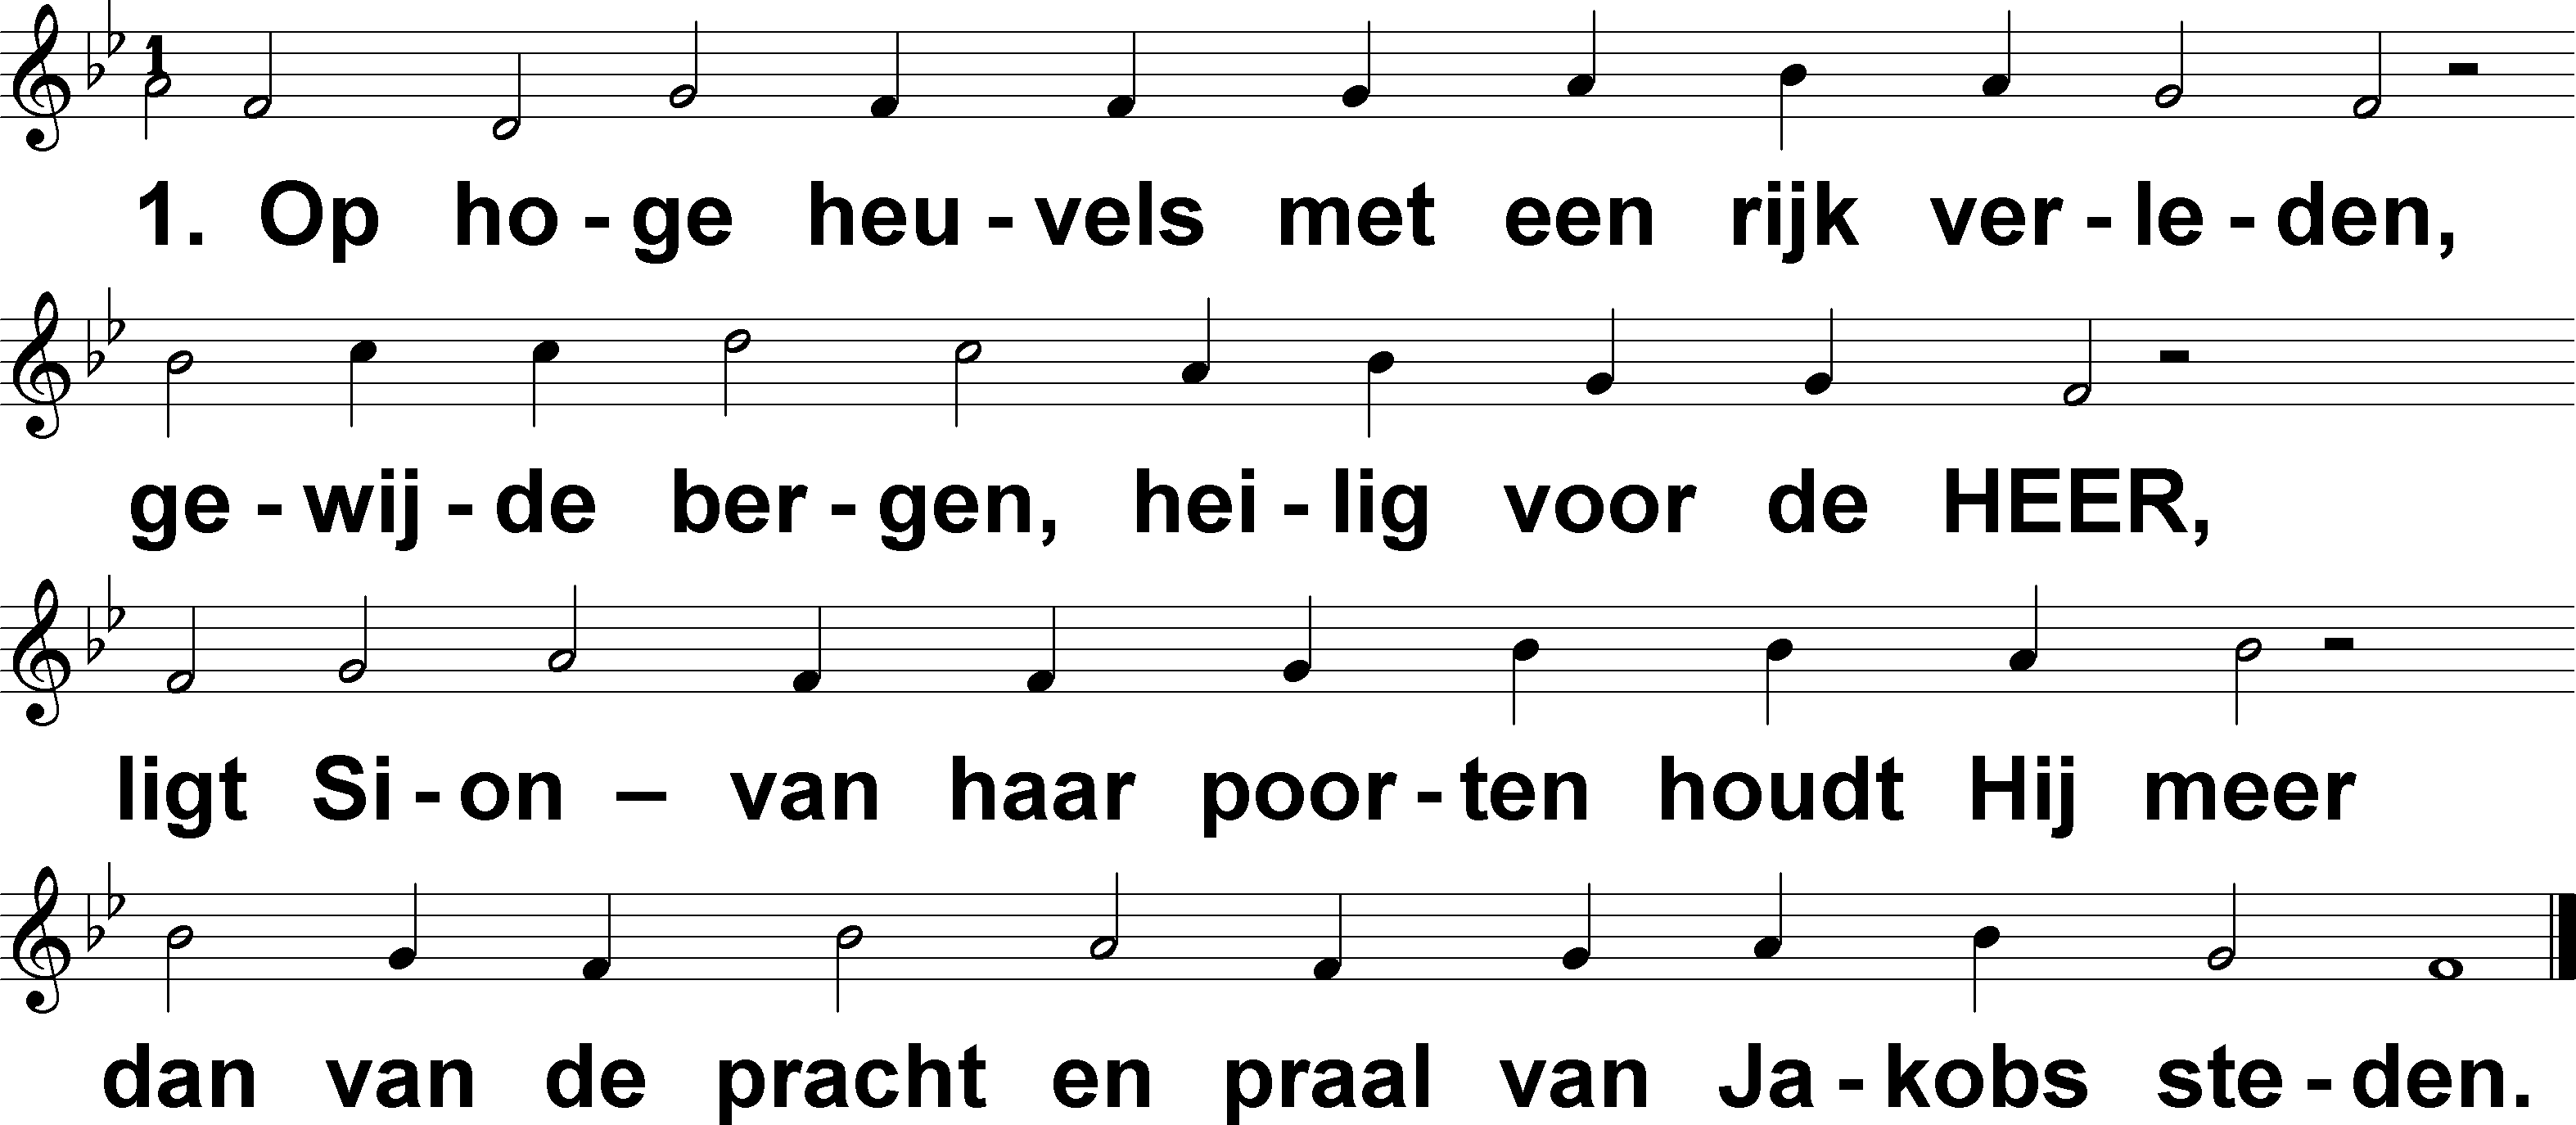 1
1. Op ho - ge heu - vels met een rijk ver - le - den,
ge - wij - de ber - gen, hei - lig voor de HEER,
ligt Si - on – van haar poor - ten houdt Hij meer
dan van de pracht en praal van Ja - kobs ste - den.